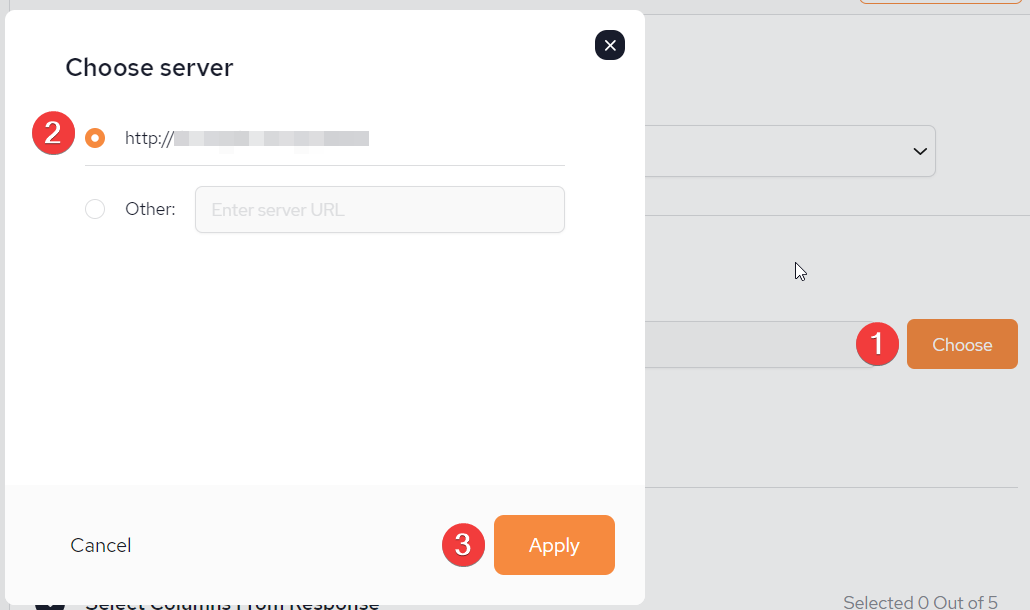 Choose server
2
http://
Other:
Enter server URL
1
Choose
Cancel
3
Apply
Select Columns From Response
Selected 0 Out of 5